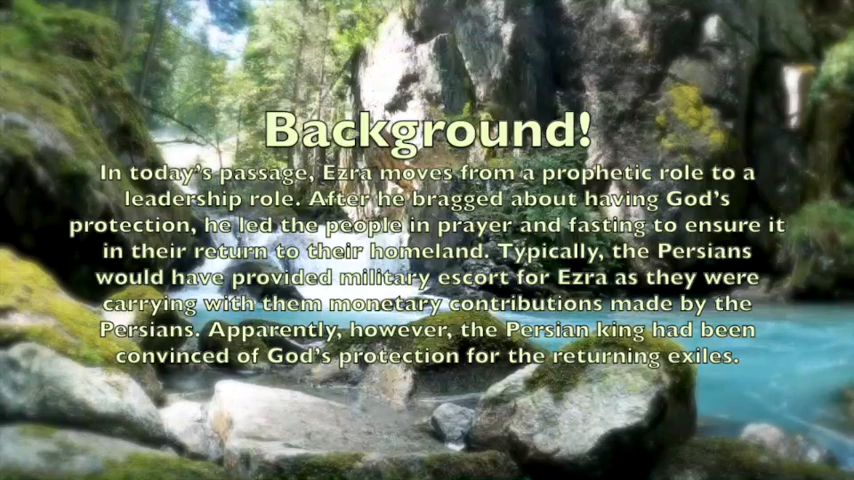 Background!
In today's passage, Ezra moves from a prophetic role to a
leadership role. After he bragged about having God's
protection, he led the people in prayer and fasting to ensure it
in their return to their homeland. Typically, the Persians
would have provided military escort for Ezra as they were
carrying with them monetary contributions made by the
Persians. Apparently, however, the Persian king had been
convinced of God's protection for the returning exiles.